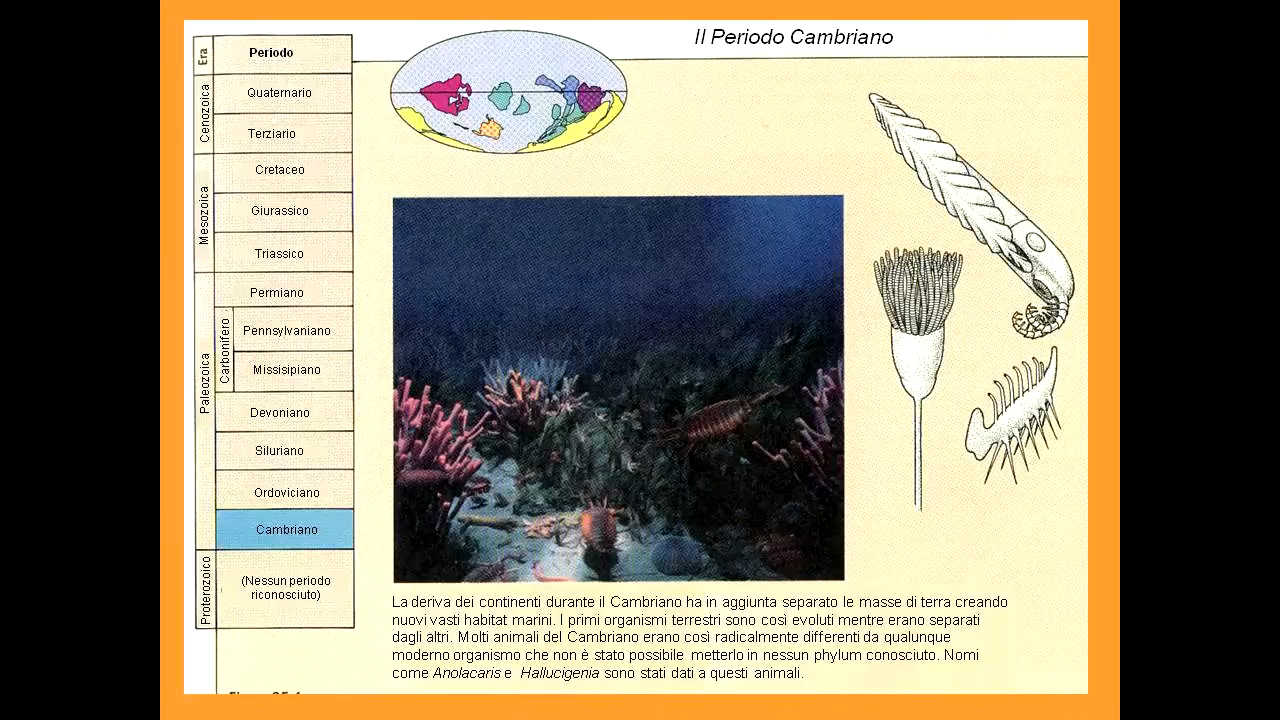 Il Periodo Cambriano
Era
Periodo
Cenozoica
Quaternario
Terziario
Mesozoica
Cretaceo
Giurassico
Triassico
Paleozoica
Permiano
Carbonifero
Pennsylvaniano
Missisipiano
Devoniano
Siluriano
Ordoviciano
Cambriano
Proterozoico
(Nessun periodo
riconosciuto)
La deriva dei continenti durante il Cambriano ha in aggiunta separato le masse di terra creando
nuovi vasti habitat marini. I primi organismi terrestri sono così evoluti mentre erano separati
dagli altri. Molti animali del Cambriano erano così radicalmente differenti da qualunque
moderno organismo che non è stato possibile metterlo in nessun phylum conosciuto. Nomi
come Anolacaris e Hallucigenia sono stati dati a questi animali.